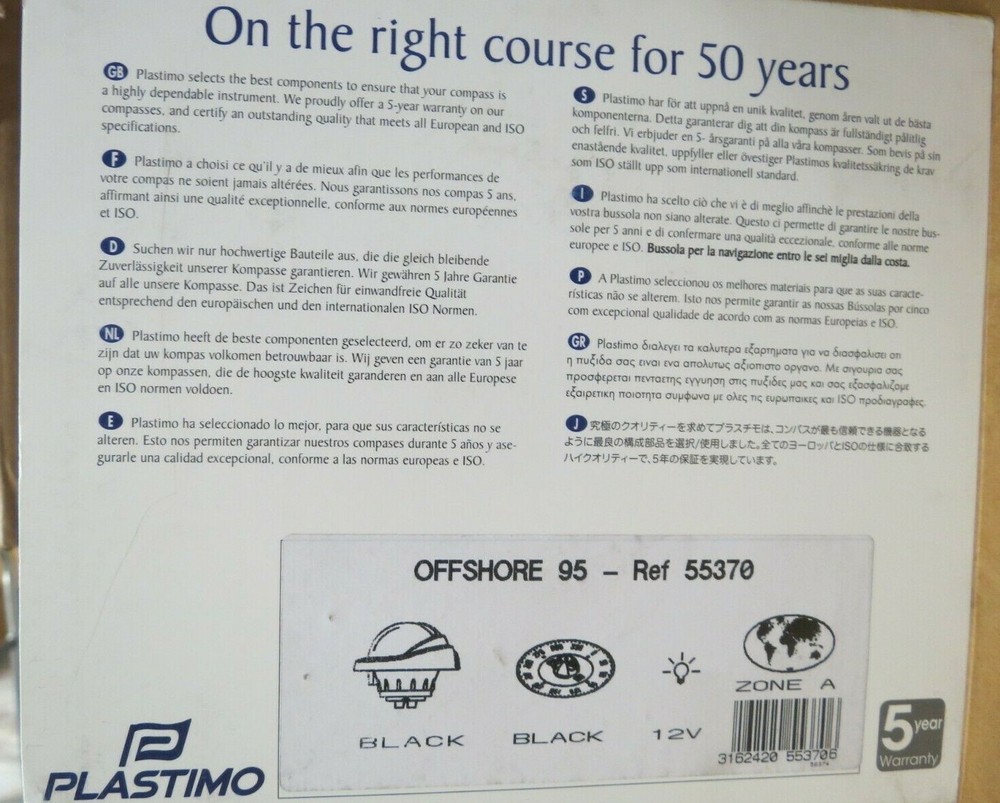 On the right course for 50 years
GB Plastimo selects the best components to ensure that your compass is
a highly dependable instrument. We proudly offer a 5-year warranty on our
compasses, and certify an outstanding quality that meets all European and ISO
specifications.
F Plastimo a choisi ce qu'il y a de mieux afin que les performances de
votre compas ne soient jamais altérées. Nous garantissons nos compas 5 ans,
affirmant ainsi une qualité exceptionnelle, conforme aux normes européennes
et ISO.
D Suchen wir nur hochwertige Bauteile aus, die die gleich bleibende
Zuverlässigkeit unserer Kompasse garantieren. Wir gewähren 5 Jahre Garantie
auf alle unsere Kompasse. Das ist Zeichen für einwandfreie Qualität
entsprechend den europäischen und den internationalen ISO Normen.
NL Plastimo heeft de beste componenten geselecteerd, om er zo zeker van te
zijn dat uw kompas volkomen betrouwbaar is. Wij geven een garantie van 5 jaar
op onze kompassen, die de hoogste kwaliteit garanderen en aan alle Europese
en ISO normen voldoen.
E Plastimo ha seleccionado lo mejor, para que sus características no se
alteren. Esto nos permiten garantizar nuestros compases durante 5 años y ase-
gurarle una calidad excepcional, conforme a las normas europeas e ISO.
S Plastimo har för att uppnå en unik kvalitet, genom åren valt ut de bästa
komponenterna. Detta garanterar dig att din kompass är fullständigt pålitlig
och felfri. Vi erbjuder en 5- årsgaranti på alla våra kompasser. Som bevis på sin
enastående kvalitet, uppfyller eller överstiger Plastimos kvalitetssäkring de krav
som ISO ställt upp som internationell standard.
I Plastimo ha scelto ciò che vi è di meglio affinchè le prestazioni della
vostra bussola non siano alterate. Questo ci permette di garantire le nostre bus-
sole per 5 anni e di confermare una qualità eccezionale, conforme alle norme
europee e ISO. Bussola per la navigazione entro le sei miglia dalla costa.
P A Plastimo seleccionou os melhores materiais para que as suas caracte-
rísticas não se alterem. Isto nos permite garantir as nossas Bússolas por cinco
com excepcional qualidade de acordo com as normas Europeias e ISO.
GR Plastimo διαλεγει τα καλυτερα εξαρτηματα για να διασφαλισει οτι
η πυξιδα σας ειναι ενα απολυτως αξιοπιστο οργανο. Με σιγουρια σας
προσφερεται πενταετης εγγυηση στις πυξιδες μας και σας εξασφαλιζομε
εξαιρετικη ποιοτητα συμφωνα με ολες τις ευρωπαικες και ISO προδιαγραφες.
J 究極のクオリティーを求めてプラスチモは、コンパスが最も信頼できる機器となる
ように最良の構成部品を選択/使用しました。全てのヨーロッパとISOの仕様に合致する
ハイクオリティーで、5年の保証を実現しています。
OFFSHORE 95 – Ref 55370
ZONE A
BLACK
BLACK
12V
3162420 553706
PLASTIMO
5 year
Warranty